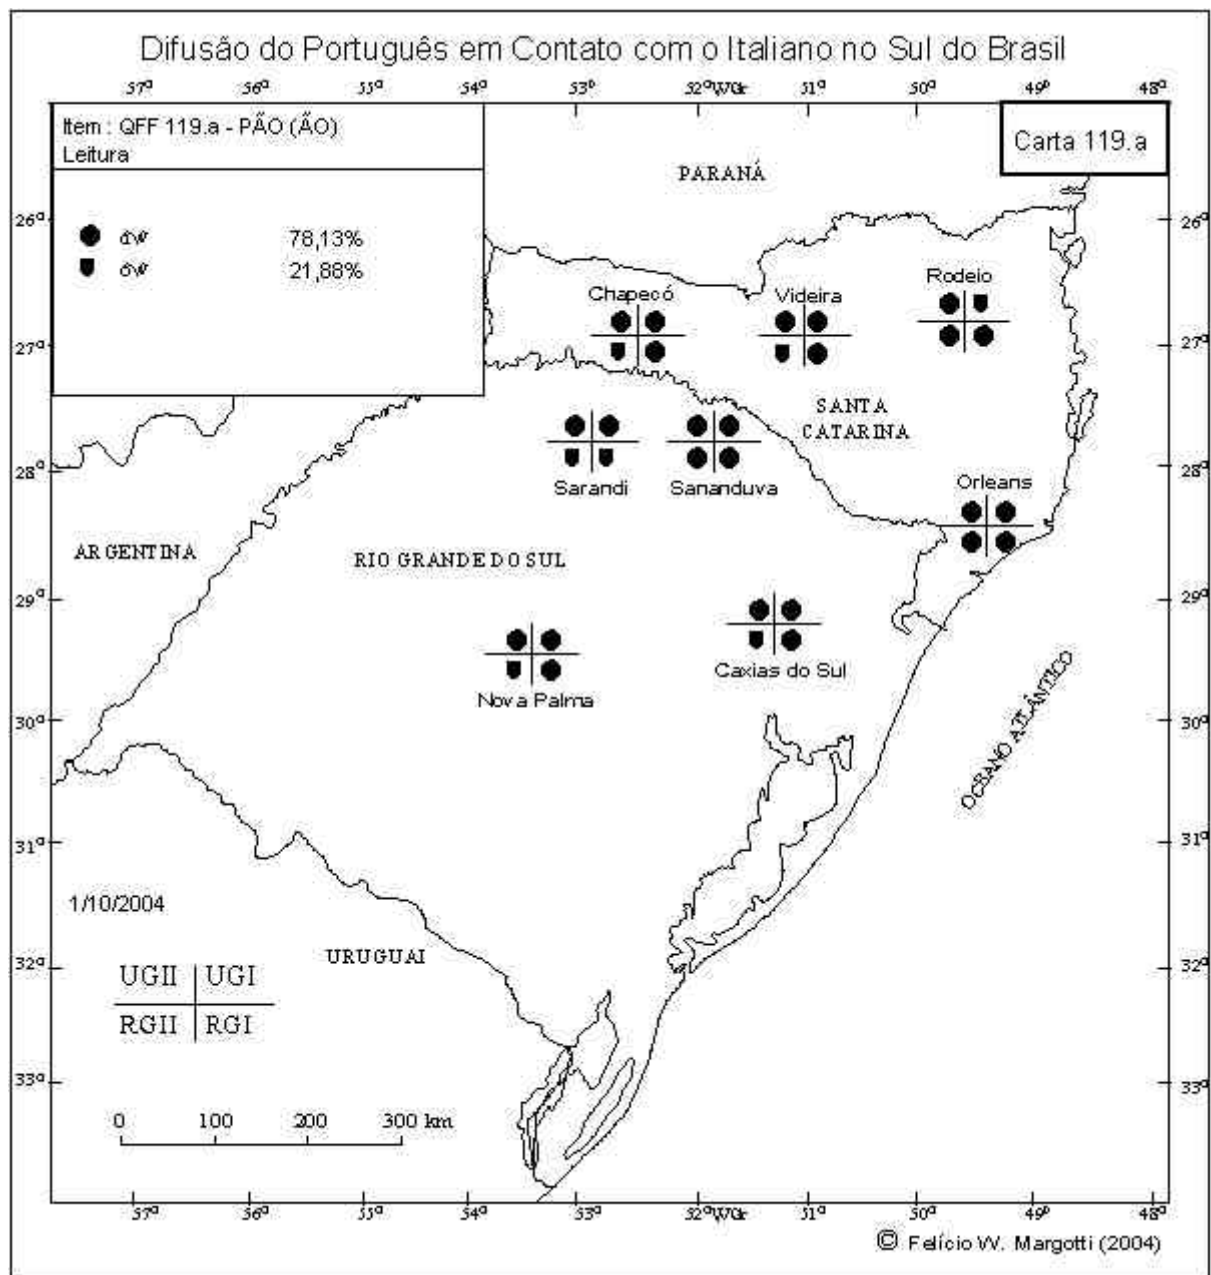 Difusão do Português em Contato com o Italiano no Sul do Brasil
57º 56º 55º 54º 53º 52ºWGr 51º 50º 49º 48º
Item : QFF 119.a - PÃO (ÃO)
Leitura
78,13%
21,88%
Carta 119.a
PARANÁ
26º 26º
Rodeio
Chapecó
Videira
27º 27º
SANTA
CATARINA
28º 28º
Sarandi
Sananduva
Orleans
ARGENTINA
RIO GRANDE DO SUL
29º 29º
Caxias do Sul
Nova Palma
OCEANO ATLÂNTICO
30º 30º
31º 31º
1/10/2004
URUGUAI
32º 32º
UGII UGI
RGII RGI
33º 33º
0 100 200 300 km
57º 56º 55º 54º 53º 52ºWGr 51º 50º 49º 48º
© Felício W. Margotti (2004)